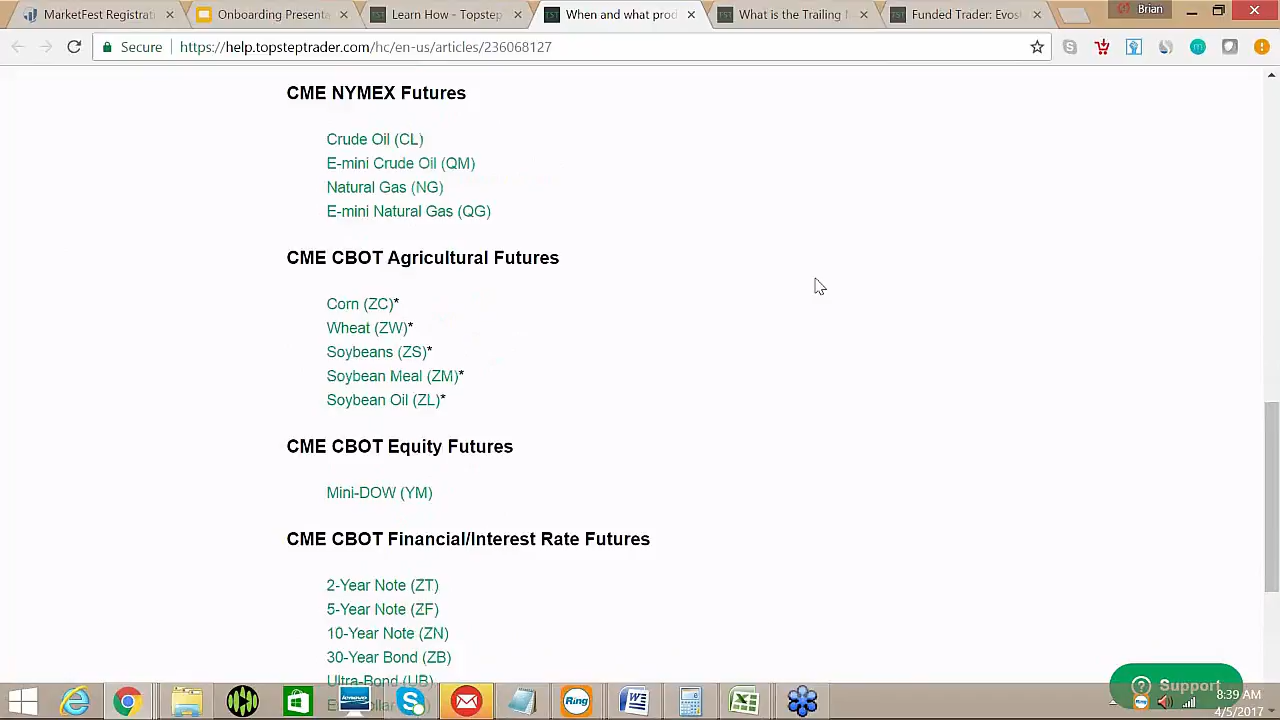 MarketFest Registrati
Onboarding Presenta
Learn How - Topstep
When and what prod
What is the Trailing
Funded Trader Evos
Brian
Secure
https://help.topsteptrader.com/hc/en-us/articles/236068127
CME NYMEX Futures
Crude Oil (CL)
E-mini Crude Oil (QM)
Natural Gas (NG)
E-mini Natural Gas (QG)
CME CBOT Agricultural Futures
Corn (ZC)*
Wheat (ZW)*
Soybeans (ZS)*
Soybean Meal (ZM)*
Soybean Oil (ZL)*
CME CBOT Equity Futures
Mini-DOW (YM)
CME CBOT Financial/Interest Rate Futures
2-Year Note (ZT)
5-Year Note (ZF)
10-Year Note (ZN)
30-Year Bond (ZB)
Ultra-Bond (UB)
Support
8:39 AM
4/5/2017